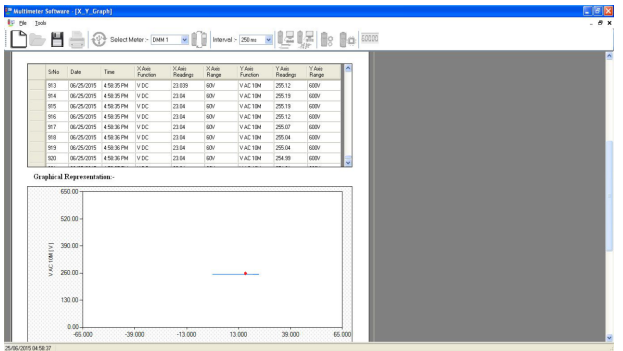 Multimeter Software - [X_Y_Graph]
File Tools
Select Meter :- DMM 1 Interval :- 250 ms
SrNo Date Time X Axis Function X Axis Readings X Axis Range Y Axis Function Y Axis Readings Y Axis Range
913 06/25/2015 4:58:35 PM V DC 23.039 60V V AC 10M 255.12 600V
914 06/25/2015 4:58:35 PM V DC 23.04 60V V AC 10M 255.19 600V
915 06/25/2015 4:58:35 PM V DC 23.04 60V V AC 10M 255.19 600V
916 06/25/2015 4:58:35 PM V DC 23.04 60V V AC 10M 255.12 600V
917 06/25/2015 4:58:36 PM V DC 23.04 60V V AC 10M 255.07 600V
918 06/25/2015 4:58:36 PM V DC 23.04 60V V AC 10M 255.04 600V
919 06/25/2015 4:58:36 PM V DC 23.04 60V V AC 10M 255.04 600V
920 06/25/2015 4:58:36 PM V DC 23.04 60V V AC 10M 254.99 600V
Graphical Representation:-
650.00
520.00
390.00
V AC 10M [V]
260.00
130.00
0.00
-65.000 -39.000 -13.000 13.000 39.000 65.000
25/06/2015 04:58:37